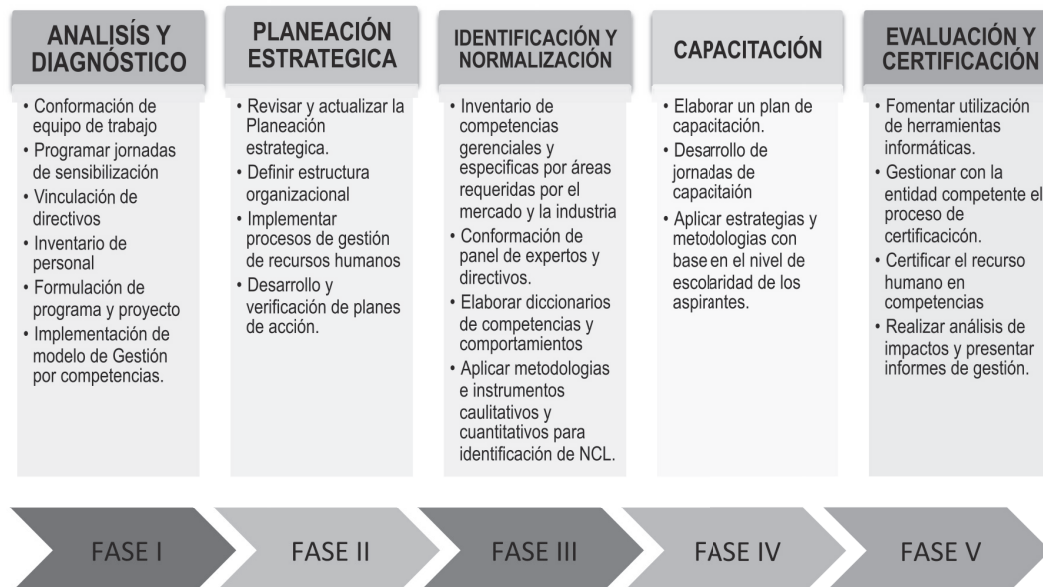 ANALISÍS Y
DIAGNÓSTICO
• Conformación de
equipo de trabajo
• Programar jornadas
de sensibilización
• Vinculación de
directivos
• Inventario de
personal
• Formulación de
programa y proyecto
• Implementación de
modelo de Gestión
por competencias.
PLANEACIÓN
ESTRATEGICA
• Revisar y actualizar la
Planeación
estrategica.
• Definir estructura
organizacional
• Implementar
procesos de gestión
de recursos humanos
• Desarrollo y
verificación de planes
de acción.
IDENTIFICACIÓN Y
NORMALIZACIÓN
• Inventario de
competencias
gerenciales y
especificas por áreas
requeridas por el
mercado y la industria
• Conformación de
panel de expertos y
directivos.
• Elaborar diccionarios
de competencias y
comportamientos
• Aplicar metodologias
e instrumentos
caulitativos y
cuantitativos para
identificación de NCL.
CAPACITACIÓN
• Elaborar un plan de
capacitación.
• Desarrollo de
jornadas de
capacitaión
• Aplicar estrategias y
metodologias con
base en el nivel de
escolaridad de los
aspirantes.
EVALUACIÓN Y
CERTIFICACIÓN
• Fomentar utilización
de herramientas
informáticas.
• Gestionar con la
entidad competente el
proceso de
certificacicón.
• Certificar el recurso
humano en
competencias
• Realizar análisis de
impactos y presentar
informes de gestión.
FASE I
FASE II
FASE III
FASE IV
FASE V